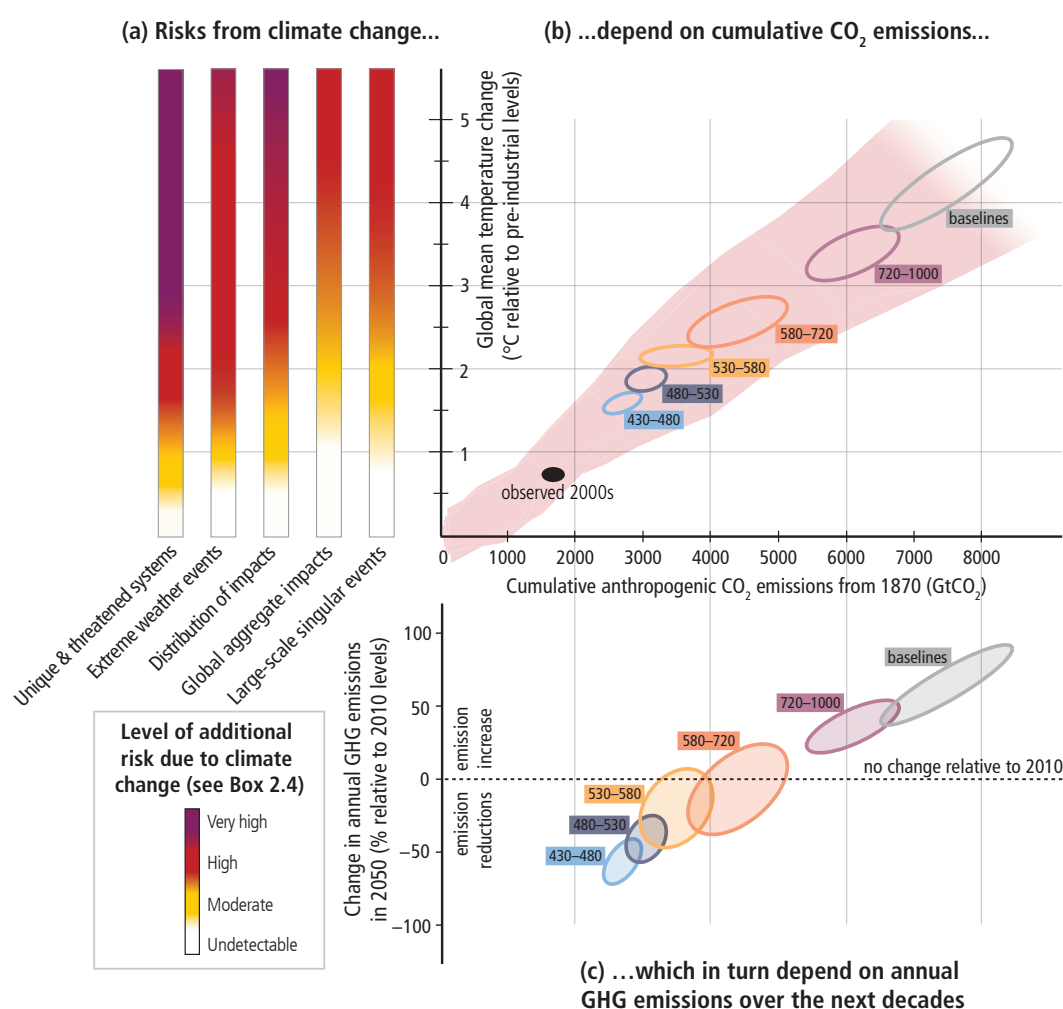 (a) Risks from climate change...
(b) ...depend on cumulative CO₂ emissions...
Global mean temperature change
(°C relative to pre-industrial levels)
5
4
3
2
1
baselines
720–1000
580–720
530–580
480–530
430–480
observed 2000s
0
1000
2000
3000
4000
5000
6000
7000
8000
Cumulative anthropogenic CO₂ emissions from 1870 (GtCO₂)
Unique & threatened systems
Extreme weather events
Distribution of impacts
Global aggregate impacts
Large-scale singular events
Level of additional
risk due to climate
change (see Box 2.4)
Very high
High
Moderate
Undetectable
Change in annual GHG emissions
in 2050 (% relative to 2010 levels)
100
50
0
−50
−100
emission
increase
emission
reductions
baselines
720–1000
580–720
no change relative to 2010
530–580
480–530
430–480
(c) …which in turn depend on annual
GHG emissions over the next decades